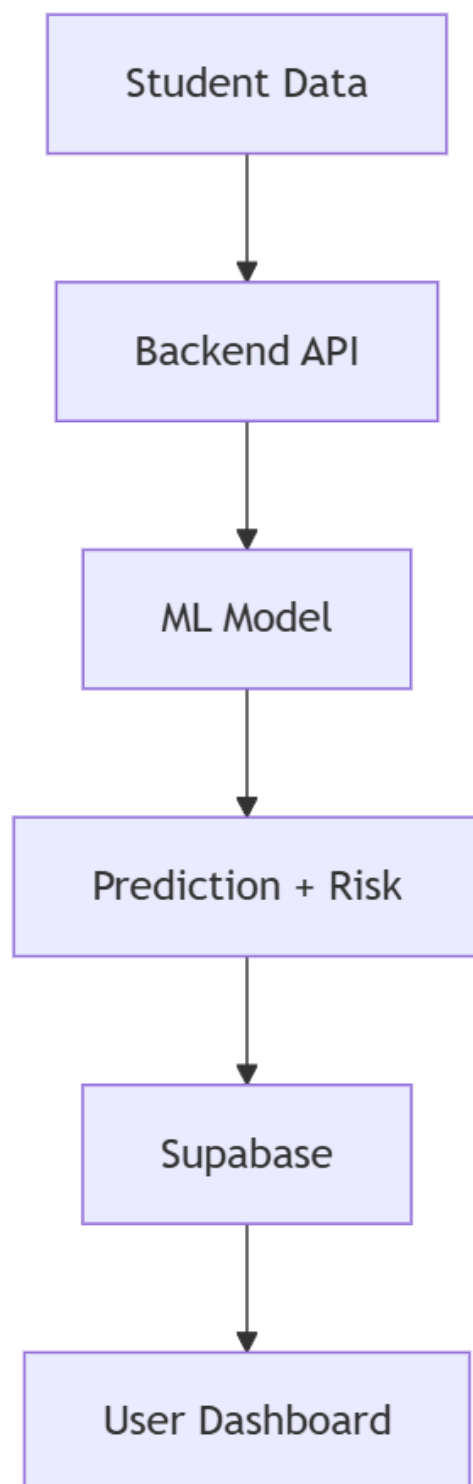 Student Data
Backend API
ML Model
Prediction + Risk
Supabase
User Dashboard